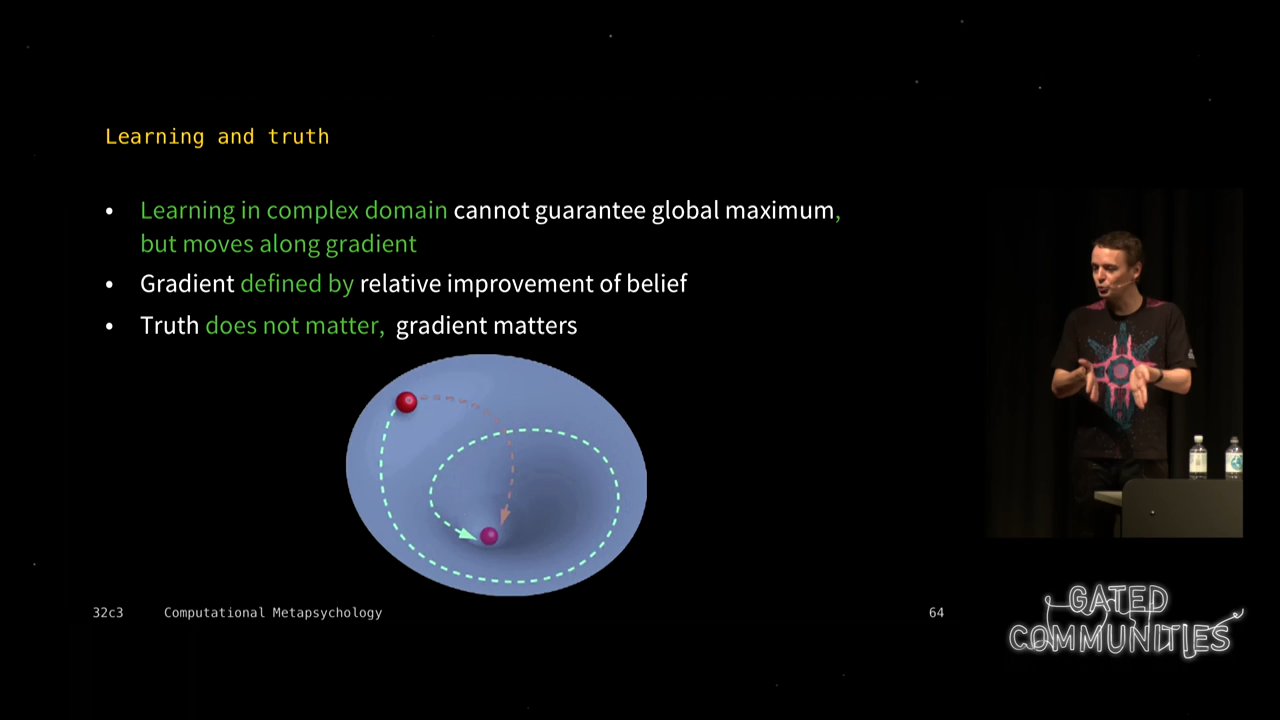 Learning and truth
• Learning in complex domain cannot guarantee global maximum,
but moves along gradient
• Gradient defined by relative improvement of belief
• Truth does not matter, gradient matters
32c3 Computational Metapsychology 64
GATED
COMMUNITIES